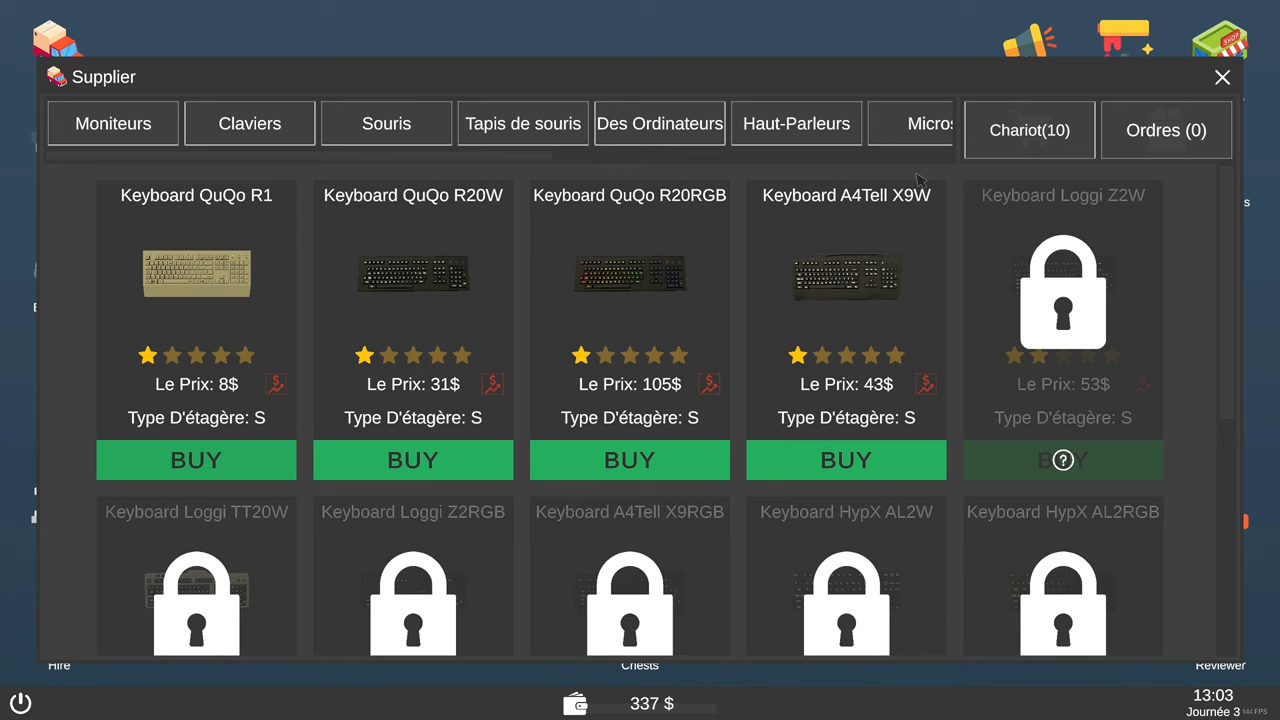 Supplier
Moniteurs
Claviers
Souris
Tapis de souris
Des Ordinateurs
Haut-Parleurs
Micros
Chariot(10)
Ordres (0)
Keyboard QuQo R1
Keyboard QuQo R20W
Keyboard QuQo R20RGB
Keyboard A4Tell X9W
Keyboard Loggi Z2W
Le Prix: 8$
Le Prix: 31$
Le Prix: 105$
Le Prix: 43$
Le Prix: 53$
Type D'étagère: S
Type D'étagère: S
Type D'étagère: S
Type D'étagère: S
Type D'étagère: S
BUY
BUY
BUY
BUY
BUY
Keyboard Loggi TT20W
Keyboard Loggi Z2RGB
Keyboard A4Tell X9RGB
Keyboard HypX AL2W
Keyboard HypX AL2RGB
Hire
Chests
Reviewer
337 $
13:03
Journée 3
144 FPS